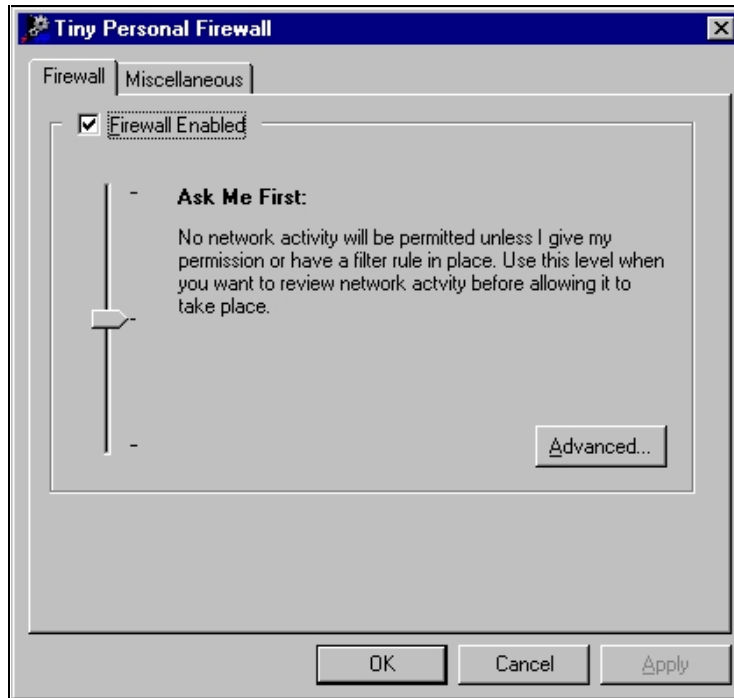 Tiny Personal Firewall
Firewall Miscellaneous
Firewall Enabled
Ask Me First:
No network activity will be permitted unless I give my
permission or have a filter rule in place. Use this level when
you want to review network actvity before allowing it to
take place.
Advanced...
OK Cancel Apply